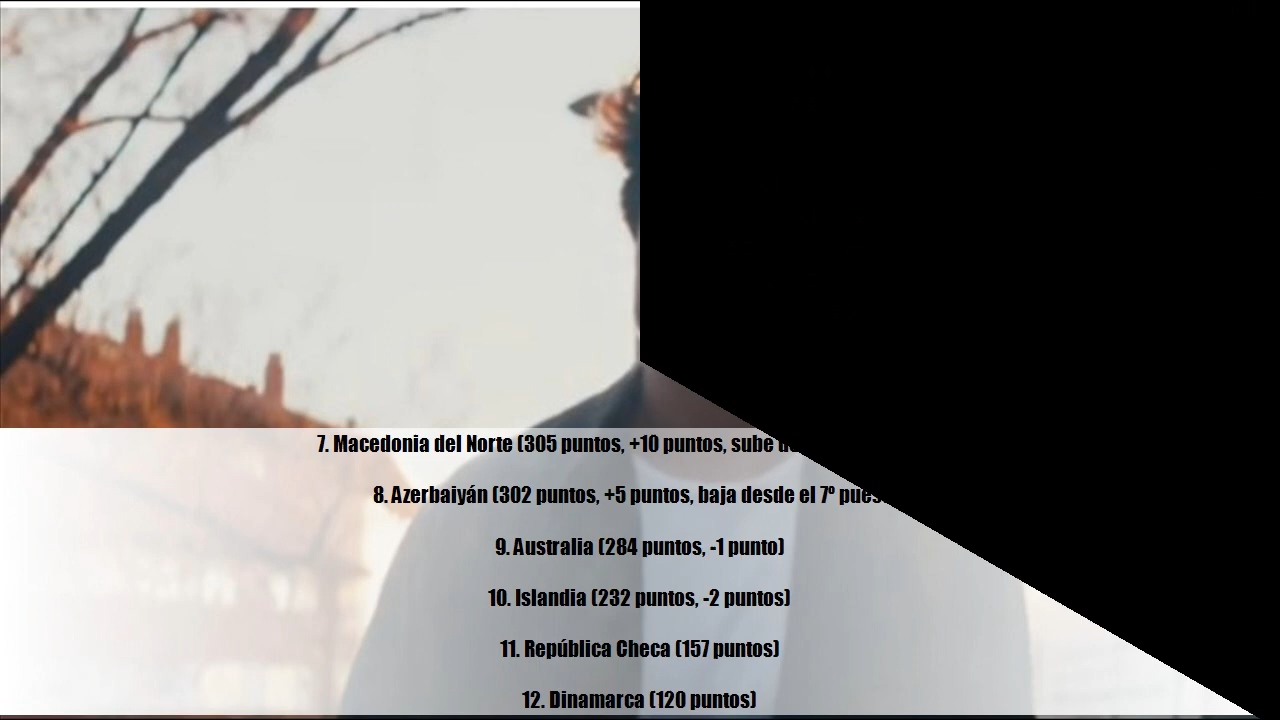 7. Macedonia del Norte (305 puntos, +10 puntos, sube
8. Azerbaiyán (302 puntos, +5 puntos, baja desde el 7º
9. Australia (284 puntos, -1 punto)
10. Islandia (232 puntos, -2 puntos)
11. República Checa (157 puntos)
12. Dinamarca (120 puntos)